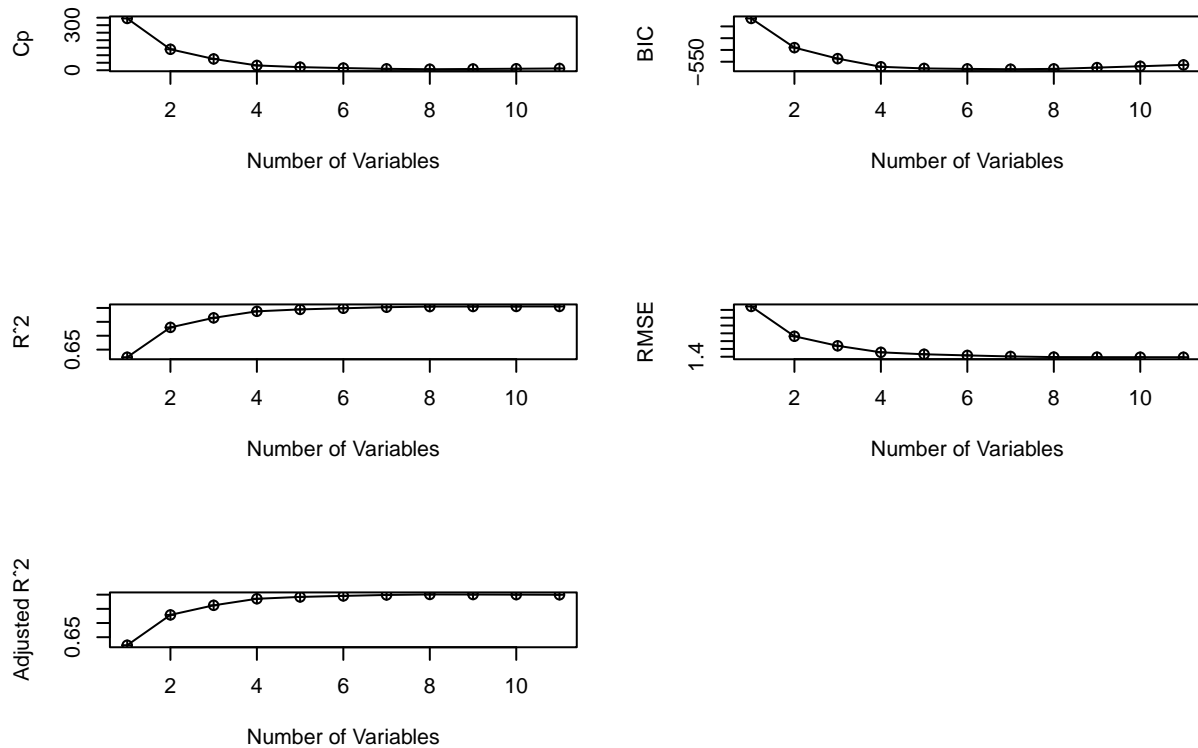 Cp
300
0
2 4 6 8 10
Number of Variables
BIC
−550
2 4 6 8 10
Number of Variables
R^2
0.65
2 4 6 8 10
Number of Variables
RMSE
1.4
2 4 6 8 10
Number of Variables
Adjusted R^2
0.65
2 4 6 8 10
Number of Variables